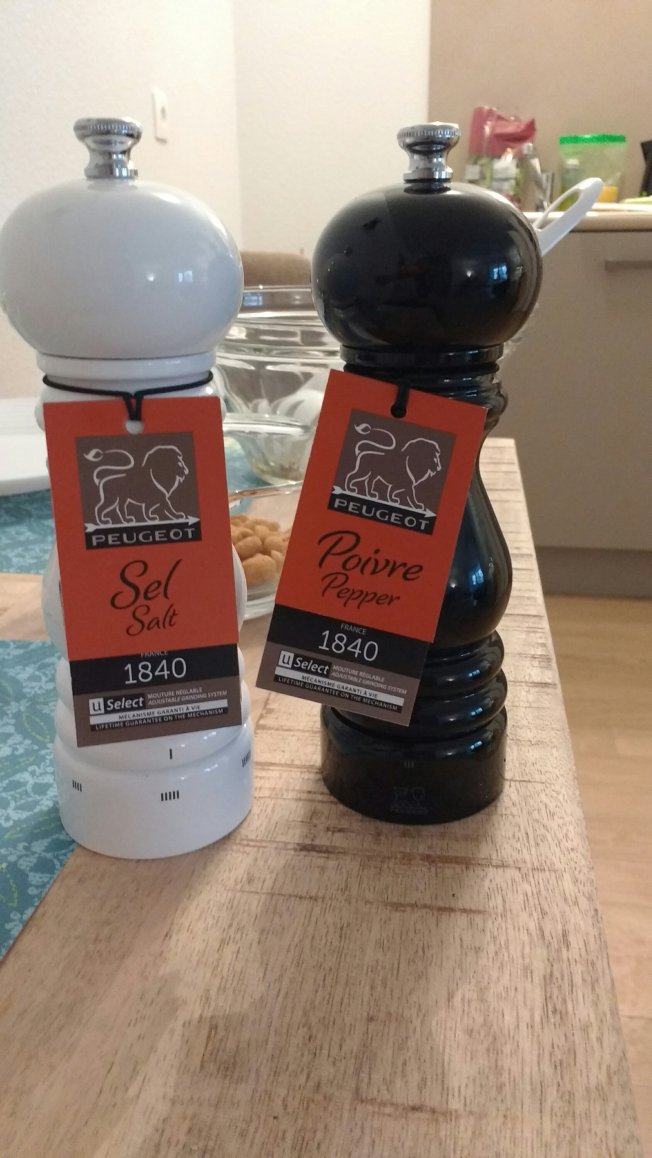 PEUGEOT
Sel
Salt
FRANCE
1840
u Select
MOUTURE RÉGLABLE
ADJUSTABLE GRINDING SYSTEM
MÉCANISME GARANTI À VIE
LIFETIME GUARANTEE ON THE MECHANISM
PEUGEOT
Poivre
Pepper
FRANCE
1840
u Select
MOUTURE RÉGLABLE
ADJUSTABLE GRINDING SYSTEM
MÉCANISME GARANTI À VIE
LIFETIME GUARANTEE ON THE MECHANISM